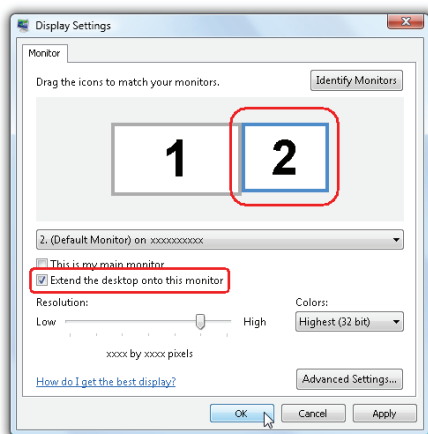 Display Settings
Monitor
Drag the icons to match your monitors.
Identify Monitors
1
2
2. (Default Monitor) on xxxxxxxxxx
This is my main monitor
Extend the desktop onto this monitor
Resolution:
Colors:
Low
High
Highest (32 bit)
xxxx by xxxx pixels
How do I get the best display?
Advanced Settings...
OK
Cancel
Apply